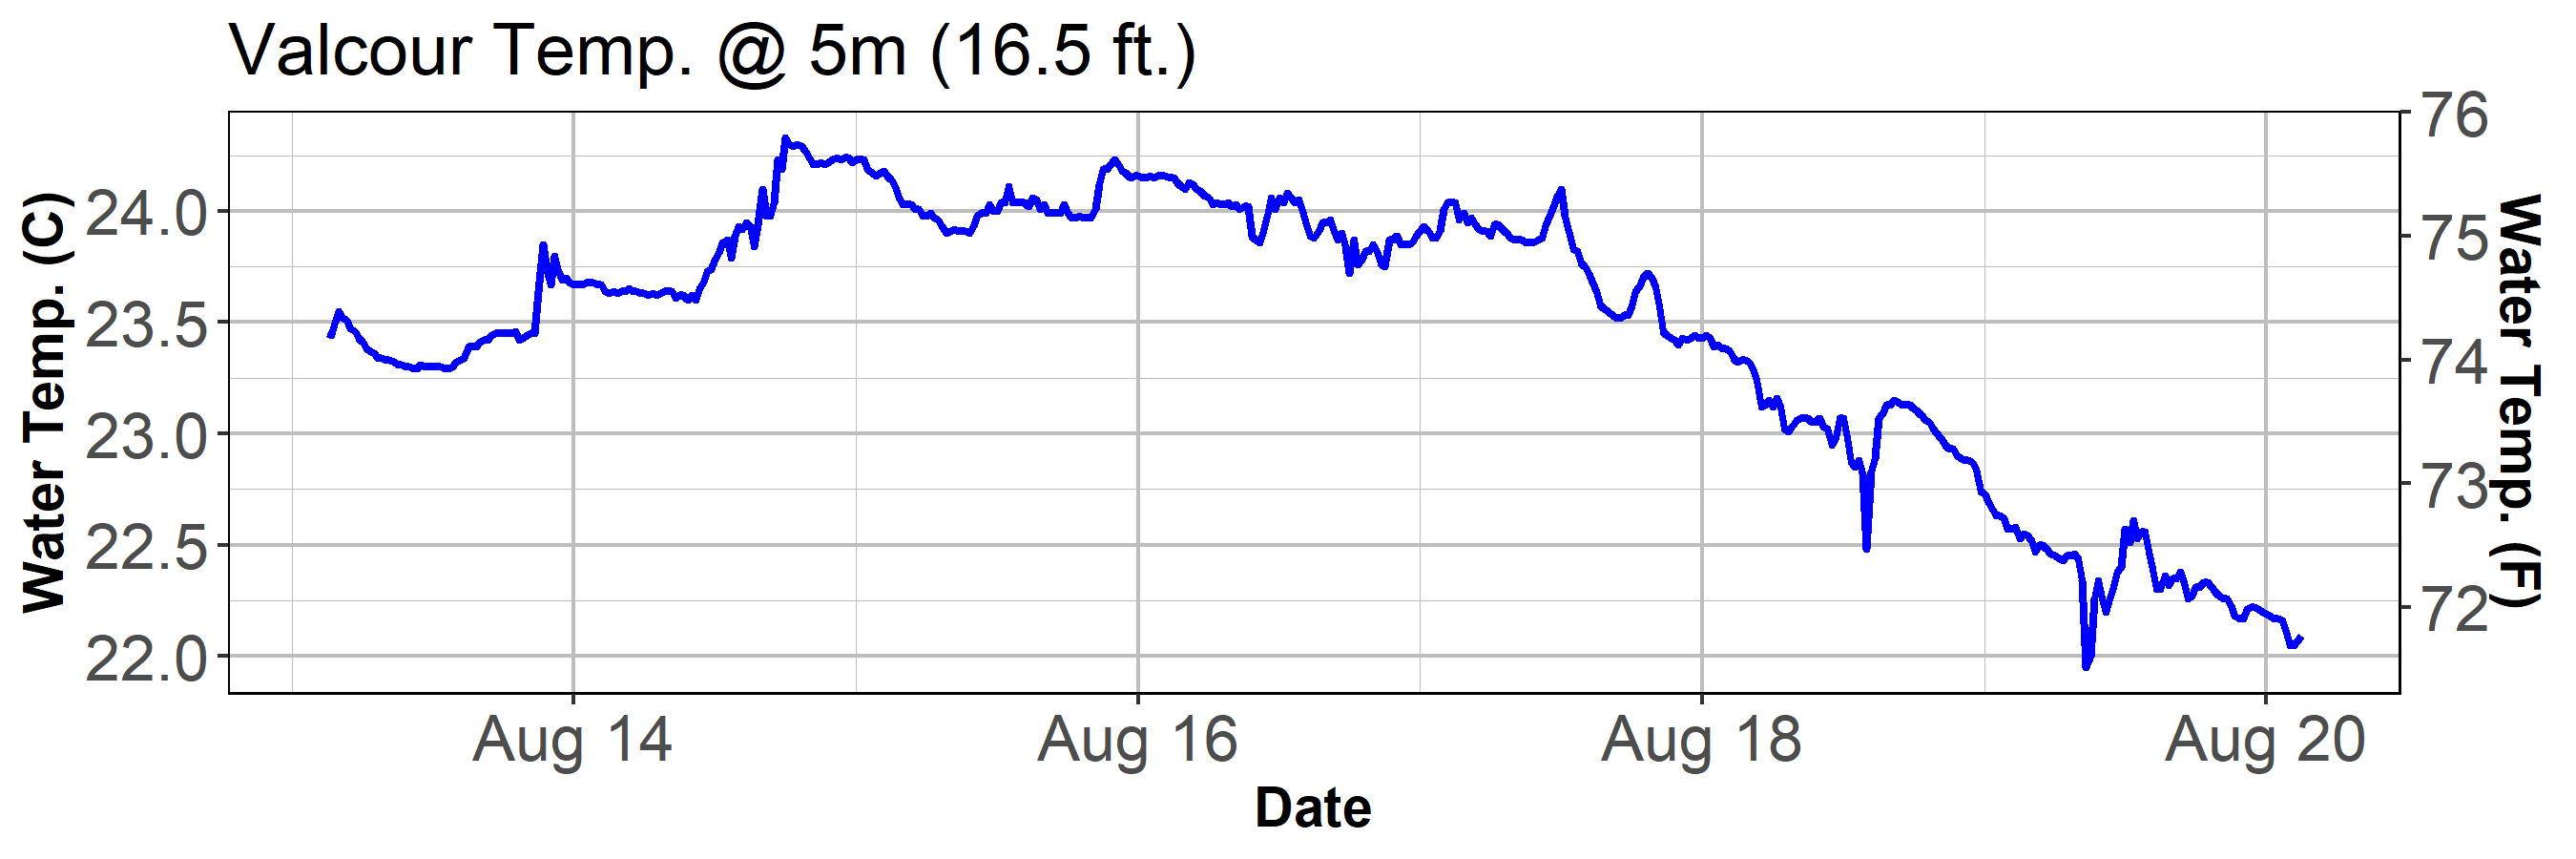 Valcour Temp. @ 5m (16.5 ft.)
Water Temp. (C)
24.0
23.5
23.0
22.5
22.0
76
75
74
73
72
Water Temp. (F)
Aug 14 Aug 16 Aug 18 Aug 20
Date